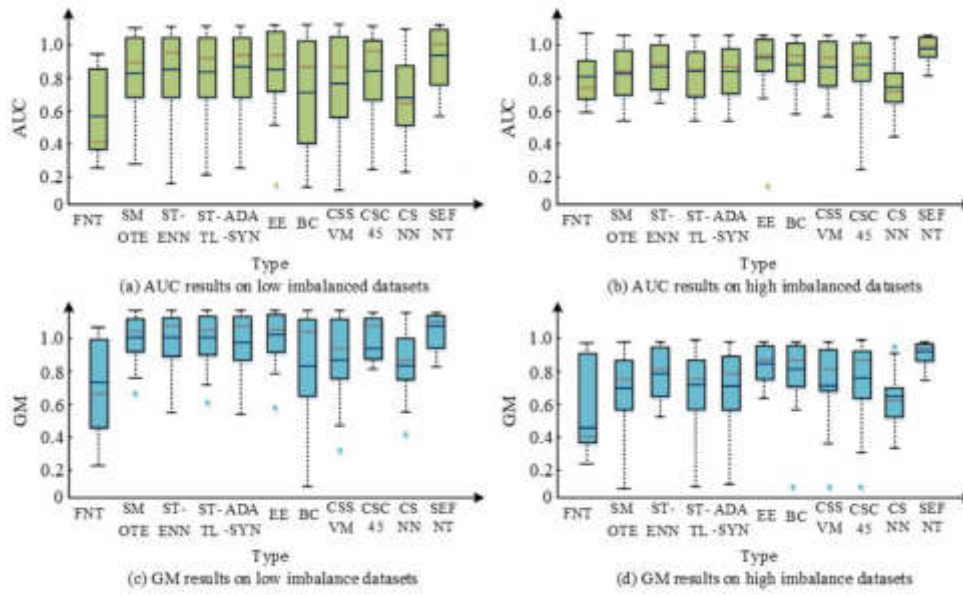 AUC
1.0
0.8
0.6
0.4
0.2
0
FNT
SM
OTE
ST-
ENN
ST-
TL
ADA
-SYN
EE
BC
CSS
VM
CSC
45
CS
NN
SEF
NT
Type
(a) AUC results on low imbalanced datasets
AUC
1.0
0.8
0.6
0.4
0.2
0
FNT
SM
OTE
ST-
ENN
ST-
TL
ADA
-SYN
EE
BC
CSS
VM
CSC
45
CS
NN
SEF
NT
Type
(b) AUC results on high imbalanced datasets
GM
1.0
0.8
0.6
0.4
0.2
0
FNT
SM
OTE
ST-
ENN
ST-
TL
ADA
-SYN
EE
BC
CSS
VM
CSC
45
CS
NN
SEF
NT
Type
(c) GM results on low imbalance datasets
GM
1.0
0.8
0.6
0.4
0.2
0
FNT
SM
OTE
ST-
ENN
ST-
TL
ADA
-SYN
EE
BC
CSS
VM
CSC
45
CS
NN
SEF
NT
Type
(d) GM results on high imbalance datasets